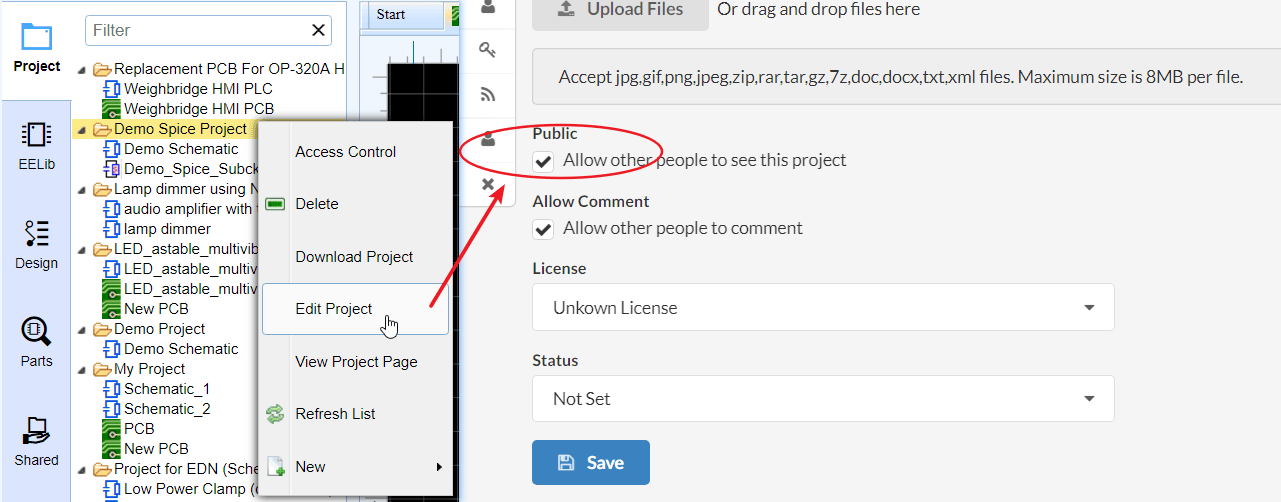 Project
EELib
Design
Parts
Shared
Filter
Replacement PCB For OP-320A H
Weighbridge HMI PLC
Weighbridge HMI PCB
Demo Spice Project
Demo Schematic
Demo_Spice_Subck
Lamp dimmer using N
audio amplifier with
lamp dimmer
LED_astable_multivib
LED_astable_multiv
LED_astable_multiv
New PCB
Demo Project
Demo Schematic
My Project
Schematic_1
Schematic_2
PCB
New PCB
Project for EDN (Sche
Low Power Clamp (
Start
Access Control
Delete
Download Project
Edit Project
View Project Page
Refresh List
New
Upload Files Or drag and drop files here
Accept jpg,gif,png,jpeg,zip,rar,tar,gz,7z,doc,docx,txt,xml files. Maximum size is 8MB per file.
Public
Allow other people to see this project
Allow Comment
Allow other people to comment
License
Unkown License
Status
Not Set
Save